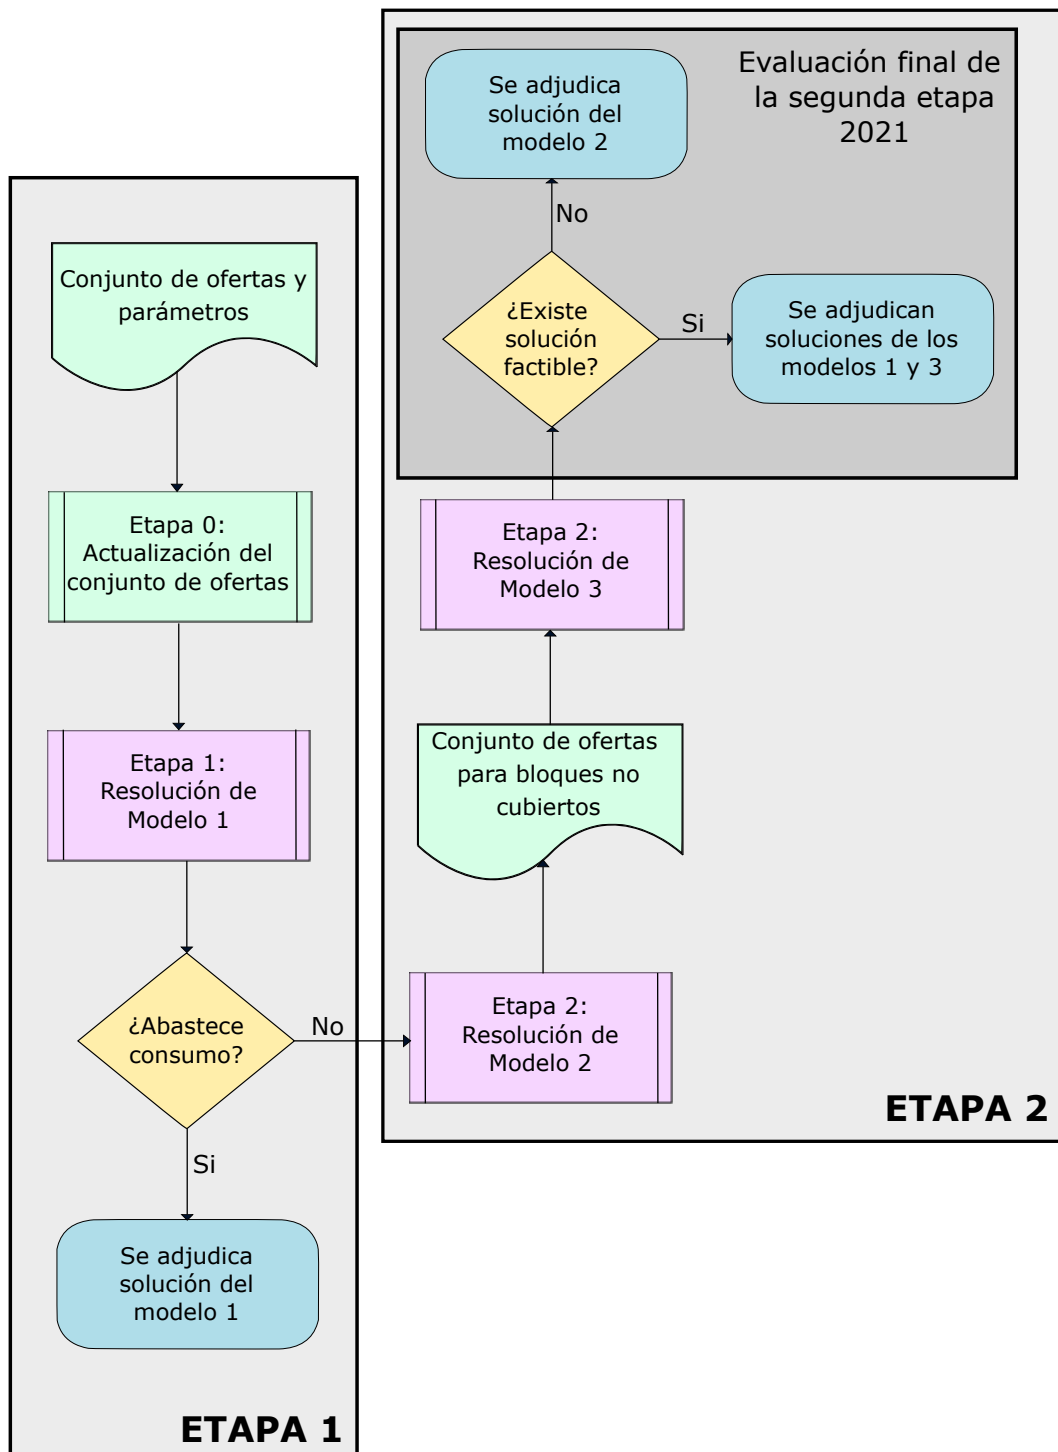 Conjunto de ofertas y
parámetros
Etapa 0:
Actualización del
conjunto de ofertas
Etapa 1:
Resolución de
Modelo 1
¿Abastece
consumo?
No
Si
Se adjudica
solución del
modelo 1
ETAPA 1
Evaluación final de
la segunda etapa
2021
Se adjudica
solución del
modelo 2
No
¿Existe
solución
factible?
Si
Se adjudican
soluciones de los
modelos 1 y 3
Etapa 2:
Resolución de
Modelo 3
Conjunto de ofertas
para bloques no
cubiertos
Etapa 2:
Resolución de
Modelo 2
ETAPA 2